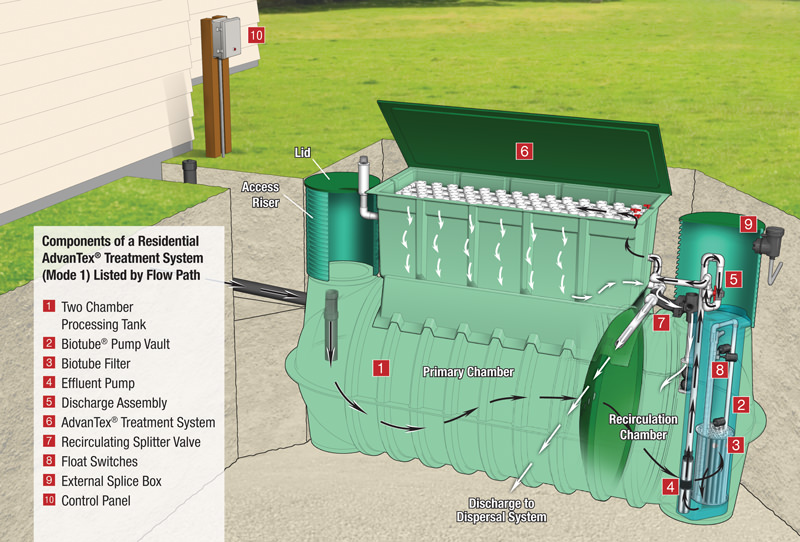 10
6
Lid
Access
Riser
9
Components of a Residential
AdvanTex® Treatment System
(Mode 1) Listed by Flow Path
1 Two Chamber
Processing Tank
2 Biotube® Pump Vault
3 Biotube Filter
4 Effluent Pump
5 Discharge Assembly
6 AdvanTex® Treatment System
7 Recirculating Splitter Valve
8 Float Switches
9 External Splice Box
10 Control Panel
5
7
1
Primary Chamber
8
2
Recirculation
Chamber
3
4
Discharge to
Dispersal System